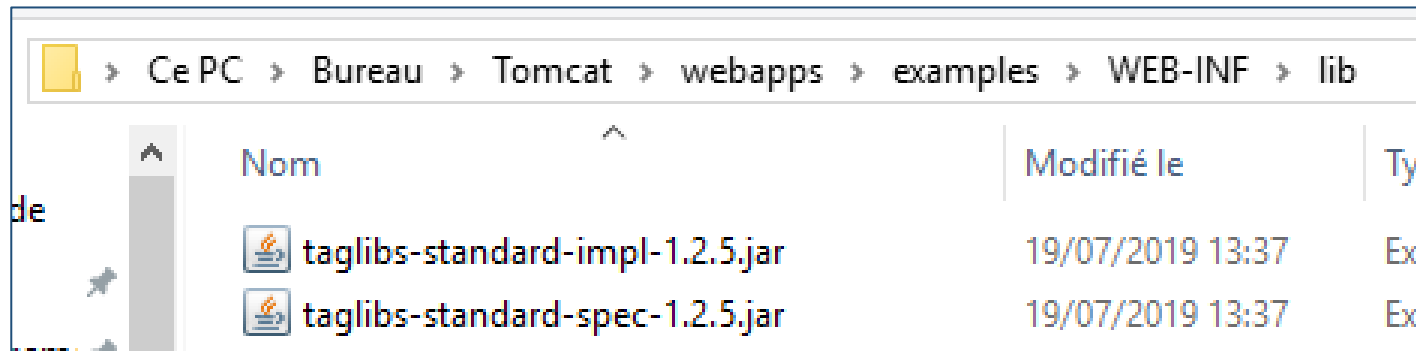 Ce PC > Bureau > Tomcat > webapps > examples > WEB-INF > lib
Nom Modifié le Ty
de
taglibs-standard-impl-1.2.5.jar 19/07/2019 13:37 Ex
taglibs-standard-spec-1.2.5.jar 19/07/2019 13:37 Ex